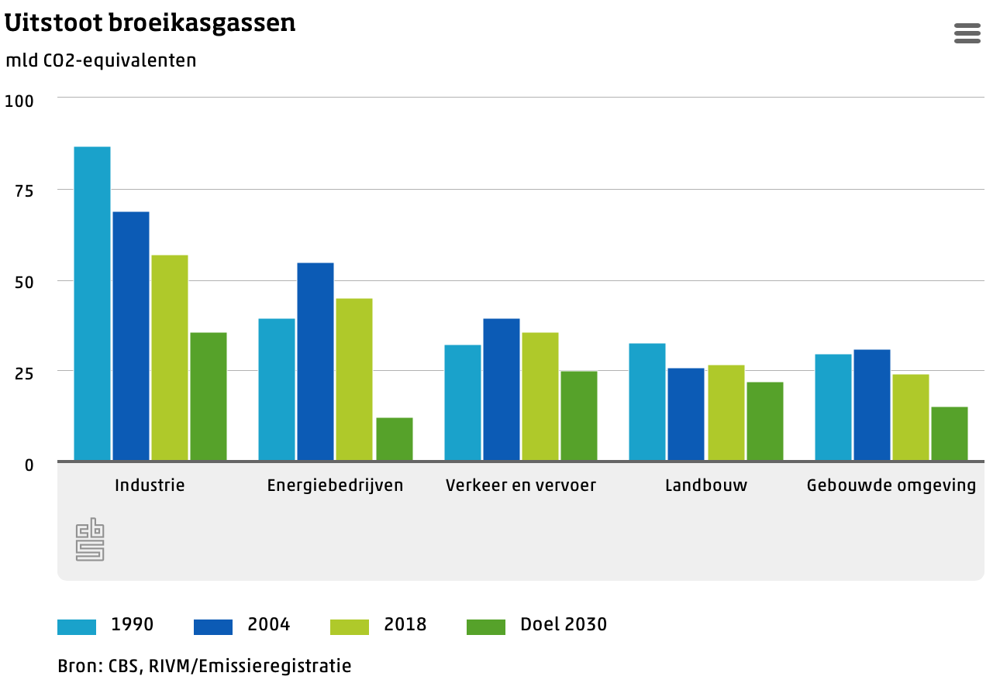 Uitstoot broeikasgassen
mld CO2-equivalenten
100
75
50
25
0
Industrie
Energiebedrijven
Verkeer en vervoer
Landbouw
Gebouwde omgeving
cbs
1990
2004
2018
Doel 2030
Bron: CBS, RIVM/Emissieregistratie